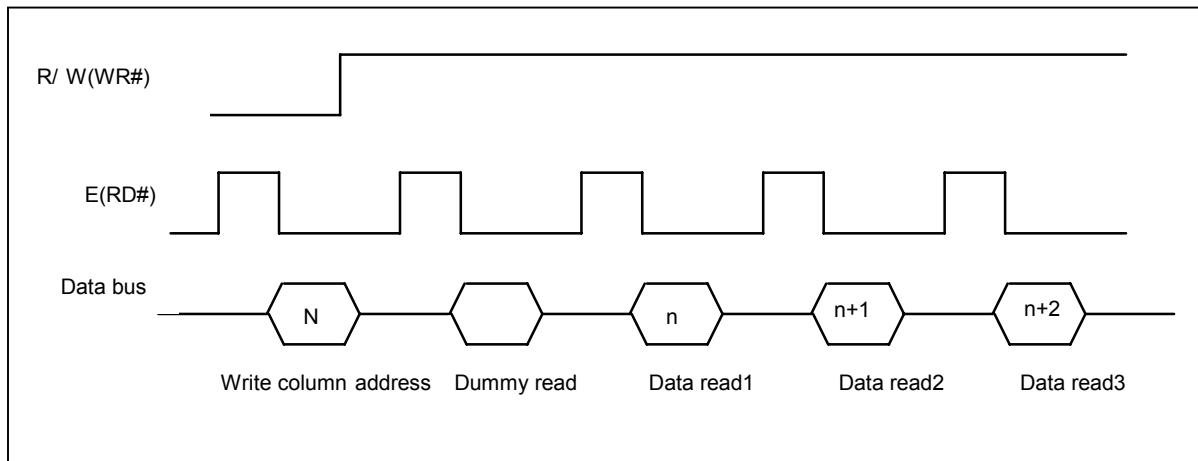 R/ W(WR#)
E(RD#)
Data bus
N
n
n+1
n+2
Write column address Dummy read Data read1 Data read2 Data read3